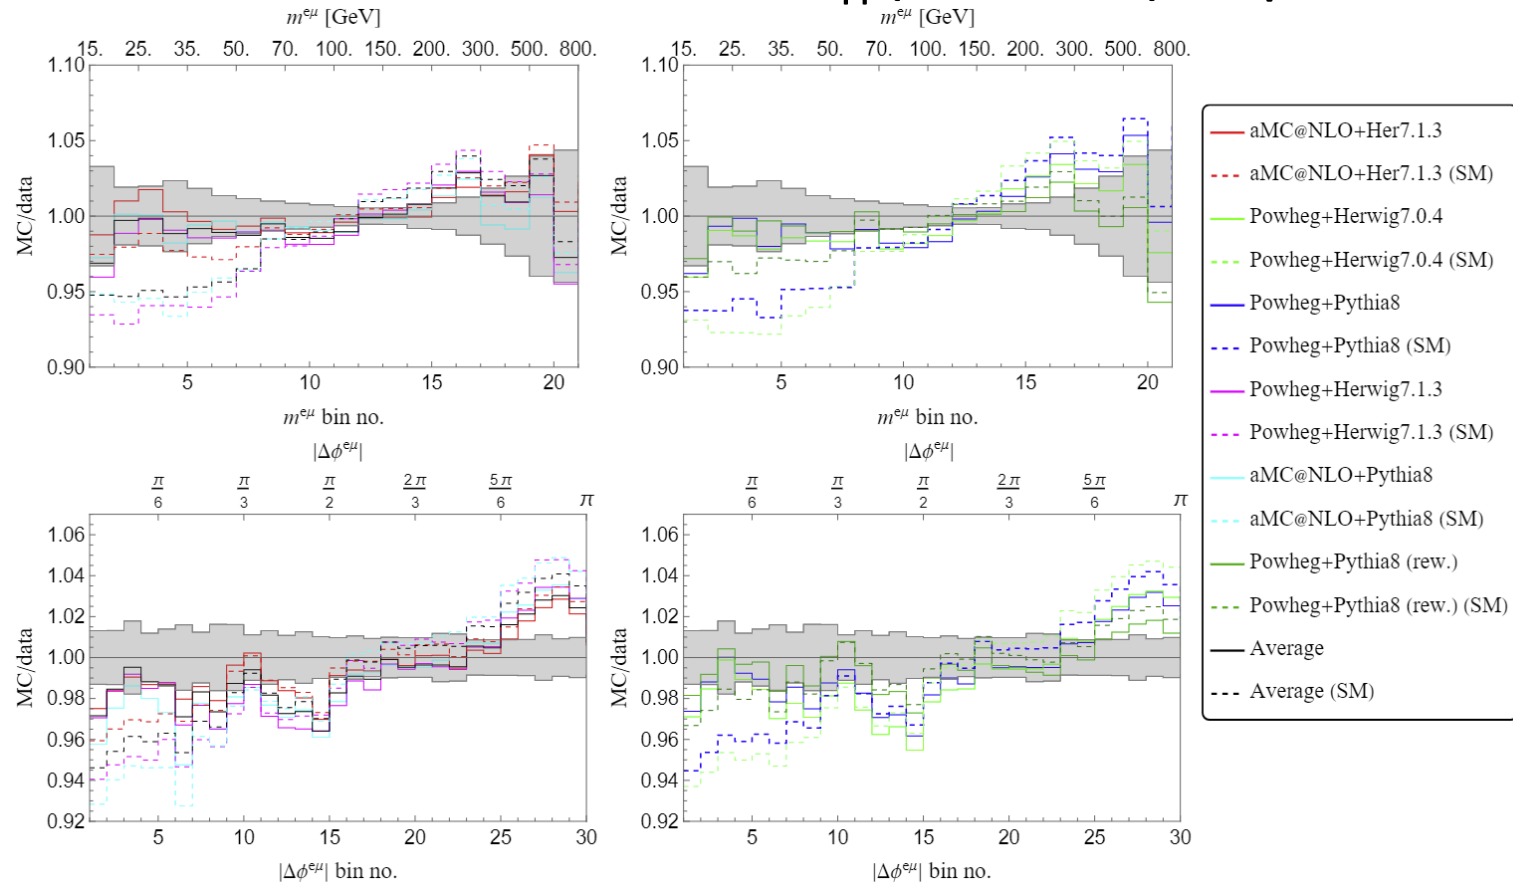 m^{eμ} [GeV]
15. 25. 35. 50. 70. 100. 150. 200. 300. 500. 800.
1.10
1.05
1.00
0.95
0.90
MC/data
5 10 15 20
m^{eμ} bin no.
m^{eμ} [GeV]
15. 25. 35. 50. 70. 100. 150. 200. 300. 500. 800.
1.10
1.05
1.00
0.95
0.90
MC/data
5 10 15 20
m^{eμ} bin no.
|Δϕ^{eμ}|
π/6 π/3 π/2 2π/3 5π/6 π
1.06
1.04
1.02
1.00
0.98
0.96
0.94
0.92
MC/data
5 10 15 20 25 30
|Δϕ^{eμ}| bin no.
|Δϕ^{eμ}|
π/6 π/3 π/2 2π/3 5π/6 π
1.06
1.04
1.02
1.00
0.98
0.96
0.94
0.92
MC/data
5 10 15 20 25 30
|Δϕ^{eμ}| bin no.
aMC@NLO+Her7.1.3
aMC@NLO+Her7.1.3 (SM)
Powheg+Herwig7.0.4
Powheg+Herwig7.0.4 (SM)
Powheg+Pythia8
Powheg+Pythia8 (SM)
Powheg+Herwig7.1.3
Powheg+Herwig7.1.3 (SM)
aMC@NLO+Pythia8
aMC@NLO+Pythia8 (SM)
Powheg+Pythia8 (rew.)
Powheg+Pythia8 (rew.) (SM)
Average
Average (SM)